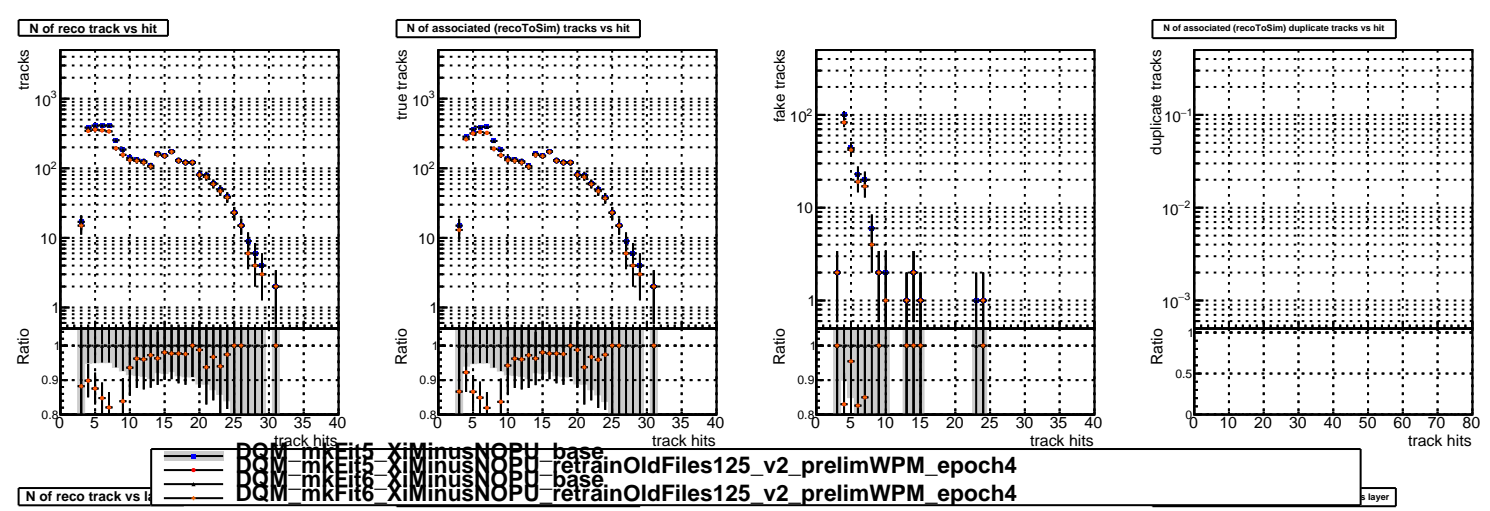 N of reco track vs hit
N of associated (recoToSim) tracks vs hit
N of associated (recoToSim) duplicate tracks vs hit
tracks
10³
10²
10
1
Ratio
1
0.9
0.8
0 5 10 15 20 25 30 35 40
track hits
true tracks
10³
10²
10
1
Ratio
1
0.9
0.8
0 5 10 15 20 25 30 35 40
track hits
fake tracks
10²
10
1
Ratio
1
0.9
0.8
0 5 10 15 20 25 30 35 40
track hits
duplicate tracks
10⁻¹
10⁻²
10⁻³
Ratio
1
0.5
0
0 10 20 30 40 50 60 70 80
track hits
DQM_mkFit5_XiMinusNOPU_base
DQM_mkFit5_XiMinusNOPU_retrainOldFiles125_v2_prelimWPM_epoch4
DQM_mkFit6_XiMinusNOPU_base
DQM_mkFit6_XiMinusNOPU_retrainOldFiles125_v2_prelimWPM_epoch4
N of reco track vs la
s layer